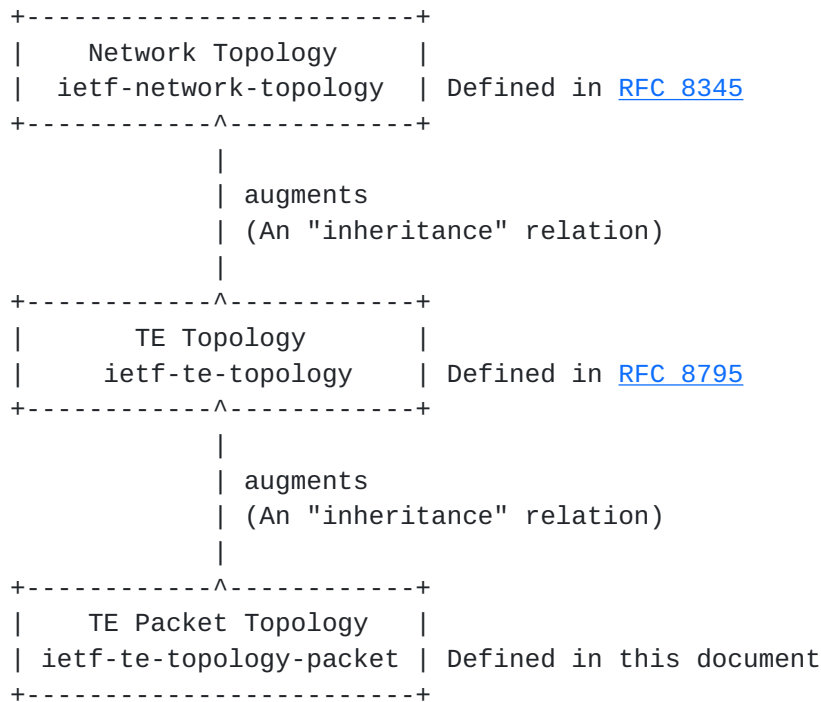 +------------------------+
|     Network Topology     |
|  ietf-network-topology  | Defined in RFC 8345
+------------^------------+
             |
             | augments
             | (An "inheritance" relation)
             |
+------------^------------+
|       TE Topology       |
|     ietf-te-topology    | Defined in RFC 8795
+------------^------------+
             |
             | augments
             | (An "inheritance" relation)
             |
+------------^------------+
|    TE Packet Topology   |
| ietf-te-topology-packet | Defined in this document
+-------------------------+